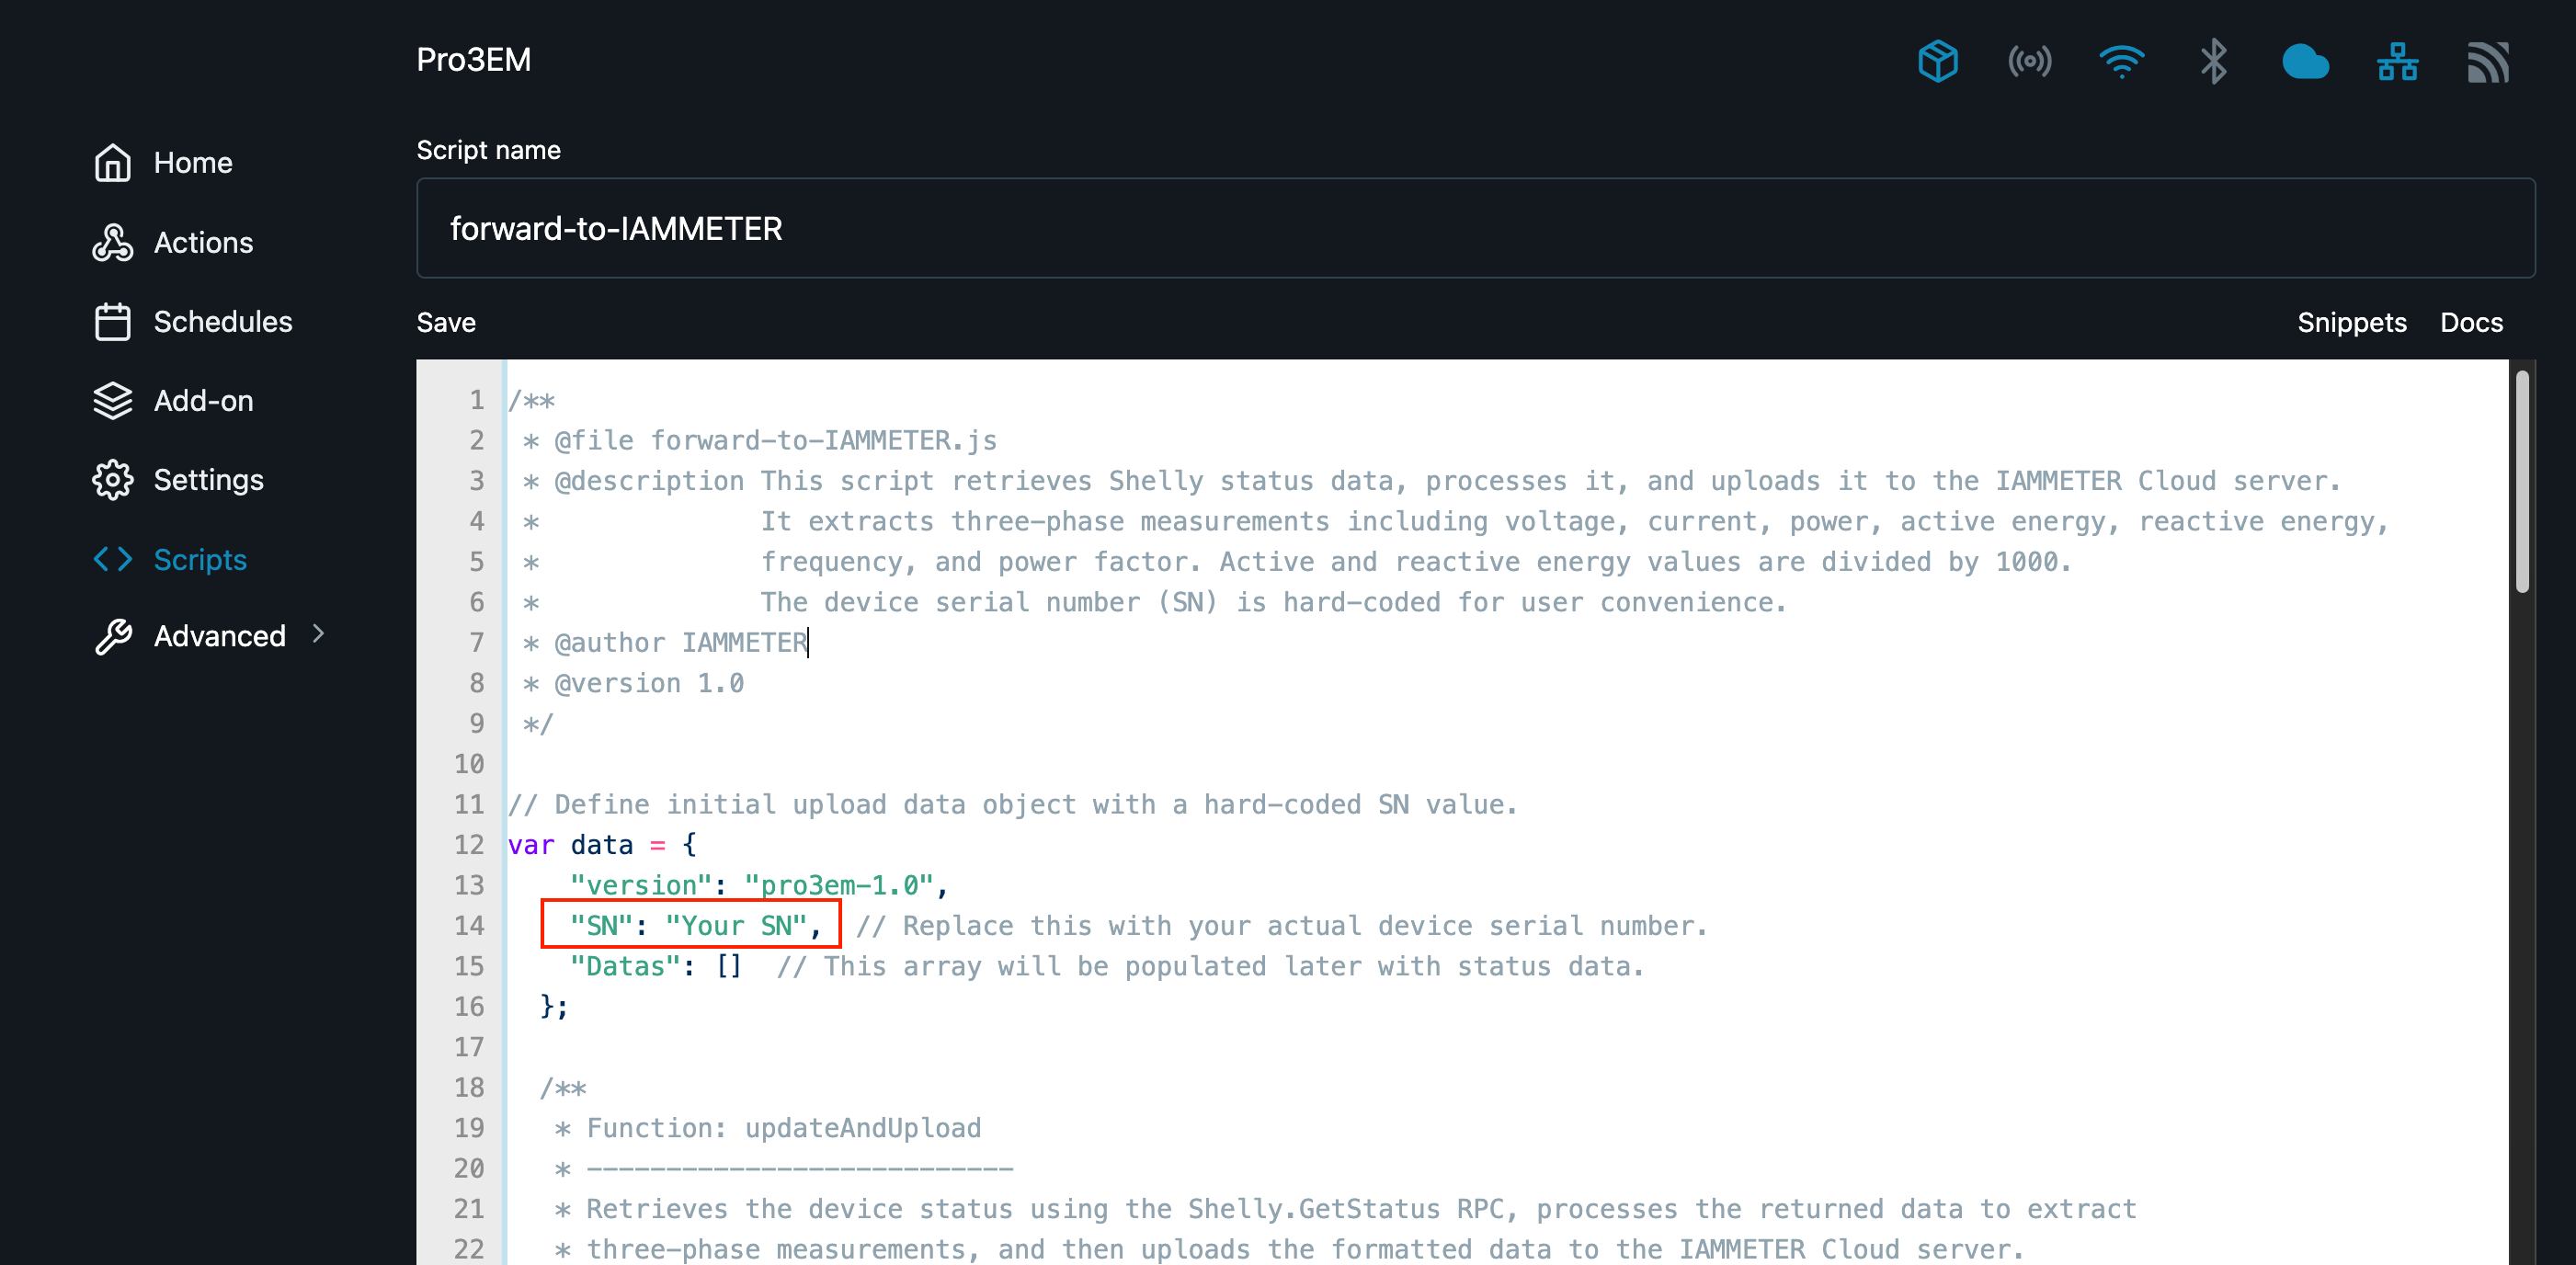 Pro3EM
Home
Actions
Schedules
Add-on
Settings
Scripts
Advanced
Script name
forward-to-IAMMETER
Save
Snippets
Docs
1 /**
2 * @file forward-to-IAMMETER.js
3 * @description This script retrieves Shelly status data, processes it, and uploads it to the IAMMETER Cloud server.
4 * It extracts three-phase measurements including voltage, current, power, active energy, reactive energy,
5 * frequency, and power factor. Active and reactive energy values are divided by 1000.
6 * The device serial number (SN) is hard-coded for user convenience.
7 * @author IAMMETER
8 * @version 1.0
9 */
10
11 // Define initial upload data object with a hard-coded SN value.
12 var data = {
13 "version": "pro3em-1.0",
14 "SN": "Your SN", // Replace this with your actual device serial number.
15 "Datas": [] // This array will be populated later with status data.
16 };
17
18 /**
19 * Function: updateAndUpload
20 * ---------------------------
21 * Retrieves the device status using the Shelly.GetStatus RPC, processes the returned data to extract
22 * three-phase measurements, and then uploads the formatted data to the IAMMETER Cloud server.